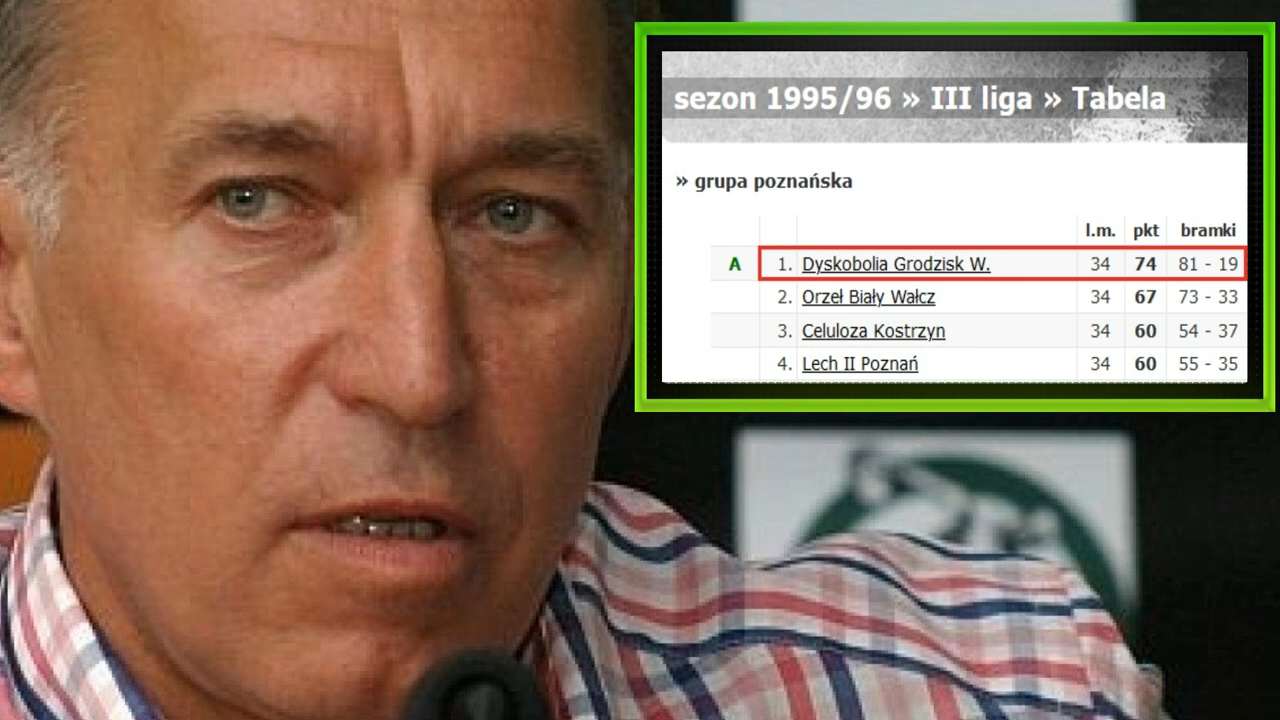 sezon 1995/96 » III liga » Tabela
» grupa poznańska
l.m. pkt bramki
A 1. Dyskobolia Grodzisk W. 34 74 81 - 19
2. Orzeł Biały Wałcz 34 67 73 - 33
3. Celuloza Kostrzyn 34 60 54 - 37
4. Lech II Poznań 34 60 55 - 35